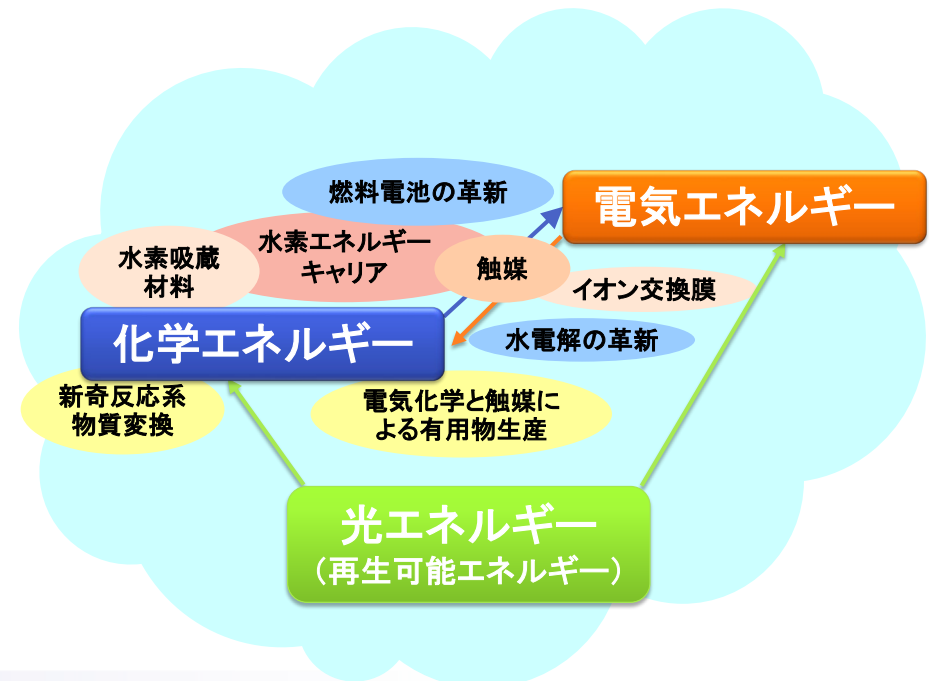 燃料電池の革新
電気エネルギー
水素エネルギー
キャリア
水素吸蔵
材料
触媒
イオン交換膜
化学エネルギー
水電解の革新
新奇反応系
物質変換
電気化学と触媒に
よる有用物生産
光エネルギー
（再生可能エネルギー）